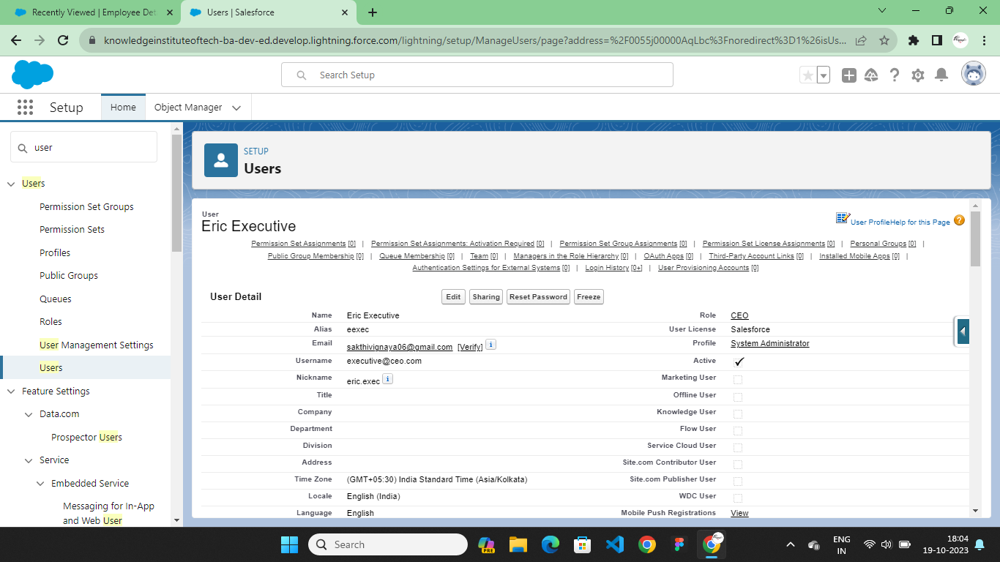 Recently Viewed | Employee Det
Users | Salesforce
knowledgeinstituteoftech-ba-dev-ed.develop.lightning.force.com/lightning/setup/ManageUsers/page?address=%2F0055j00000AqLbc%3Fnoredirect%3D1%26isUs...
Search Setup
Setup
Home
Object Manager
user
Users
Permission Set Groups
Permission Sets
Profiles
Public Groups
Queues
Roles
User Management Settings
Users
Feature Settings
Data.com
Prospector Users
Service
Embedded Service
Messaging for In-App
and Web User
SETUP
Users
User
Eric Executive
User Profile Help for this Page
Permission Set Assignments [0] | Permission Set Assignments: Activation Required [0] | Permission Set Group Assignments [0] | Permission Set License Assignments [0] | Personal Groups [0] |
Public Group Membership [0] | Queue Membership [0] | Team [0] | Managers in the Role Hierarchy [0] | OAuth Apps [0] | Third-Party Account Links [0] | Installed Mobile Apps [0] |
Authentication Settings for External Systems [0] | Login History [0+] | User Provisioning Accounts [0]
User Detail
Edit Sharing Reset Password Freeze
Name Eric Executive Role CEO
Alias eexec User License Salesforce
Email sakthivignaya06@gmail.com [Verify] i Profile System Administrator
Username executive@ceo.com Active
Nickname eric.exec i Marketing User
Title Offline User
Company Knowledge User
Department Flow User
Division Service Cloud User
Address Site.com Contributor User
Time Zone (GMT+05:30) India Standard Time (Asia/Kolkata) Site.com Publisher User
Locale English (India) WDC User
Language English Mobile Push Registrations View
Search
PRE
ENG
IN
18:04
19-10-2023